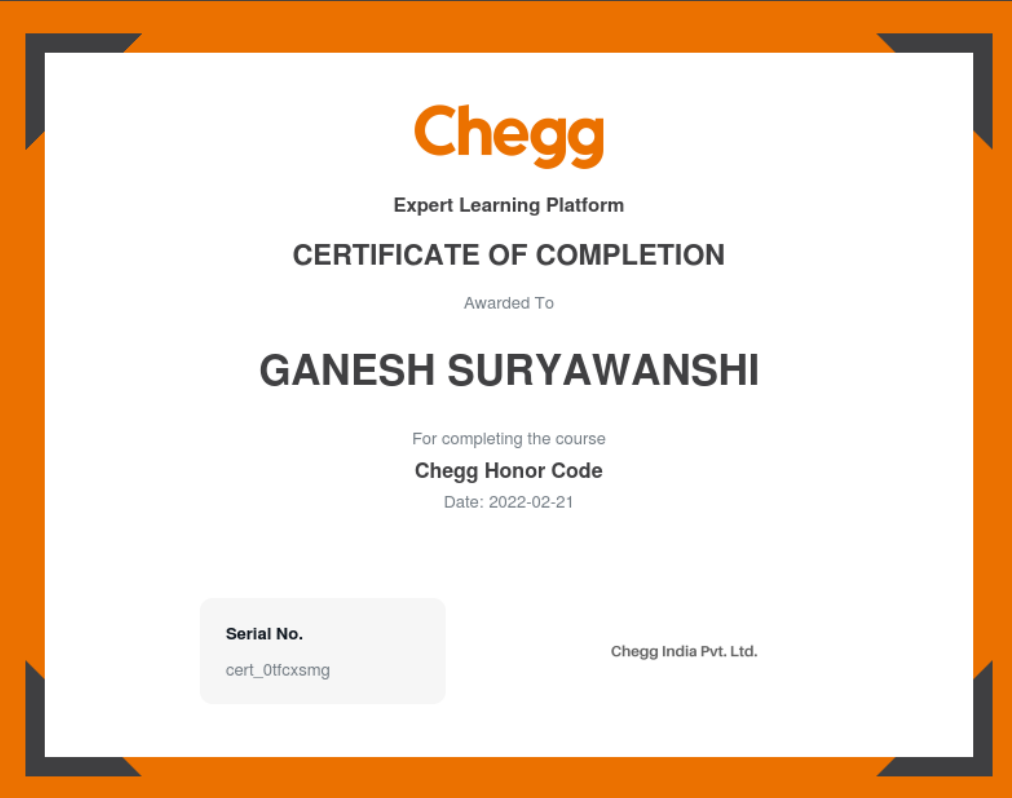 Chegg
Expert Learning Platform
CERTIFICATE OF COMPLETION
Awarded To
GANESH SURYAWANSHI
For completing the course
Chegg Honor Code
Date: 2022-02-21
Serial No.
cert_0tfcxsmg
Chegg India Pvt. Ltd.